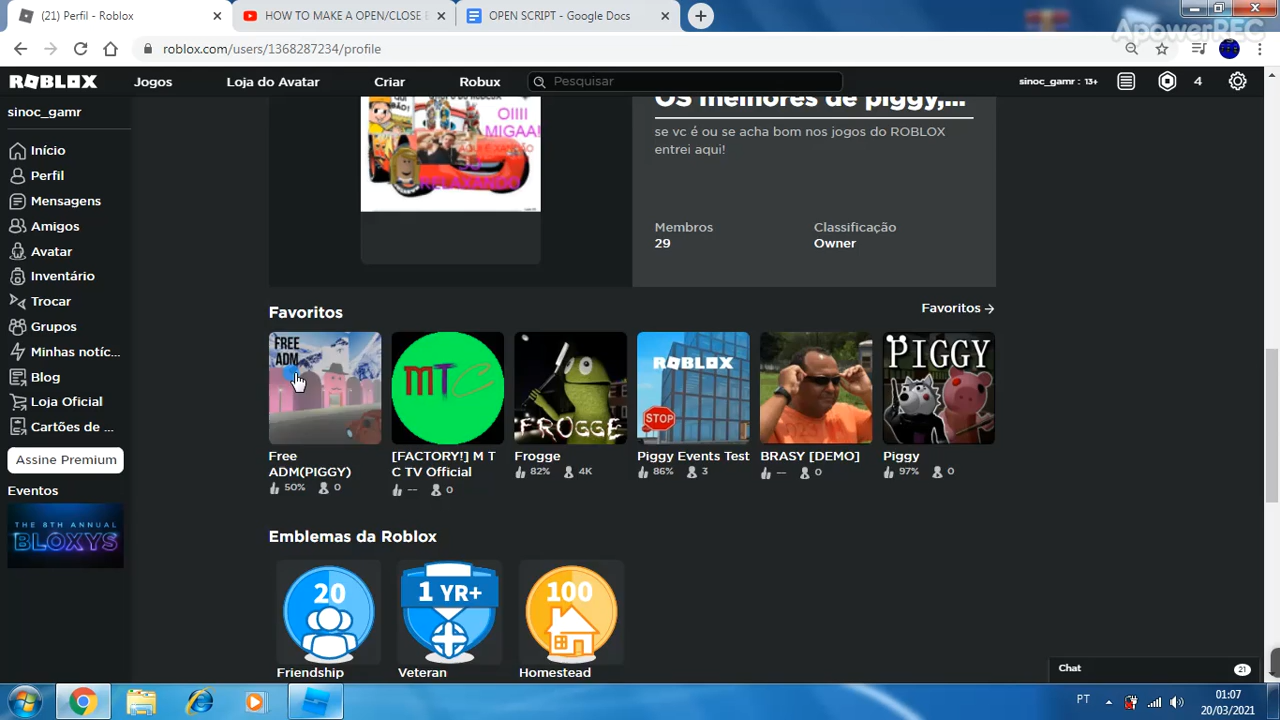 (21) Perfil - Roblox
HOW TO MAKE A OPEN/CLOSE
OPEN SCRIPT - Google Docs
ApowerREC
roblox.com/users/1368287234/profile
ROBLOX
Jogos
Loja do Avatar
Criar
Robux
Pesquisar
sinoc_gamr : 13+
4
sinoc_gamr
Início
Perfil
Mensagens
Amigos
Avatar
Inventário
Trocar
Grupos
Minhas notíc...
Blog
Loja Oficial
Cartões de ...
Assine Premium
Eventos
THE 8TH ANNUAL
BLOXYS
OIIII
MIGAA!
RELAXANDO
Os melhores de piggy,...
se vc é ou se acha bom nos jogos do ROBLOX
entrei aqui!
Membros
29
Classificação
Owner
Favoritos
Favoritos
FREE
ADM
MTC
FROGGE
ROBLOX
STOP
PIGGY
Free
ADM(PIGGY)
50% 0
[FACTORY!] M T
C TV Official
-- 0
Frogge
82% 4K
Piggy Events Test
86% 3
BRASY [DEMO]
-- 0
Piggy
97% 0
Emblemas da Roblox
20
1 YR+
100
Friendship
Veteran
Homestead
Chat
21
PT
01:07
20/03/2021